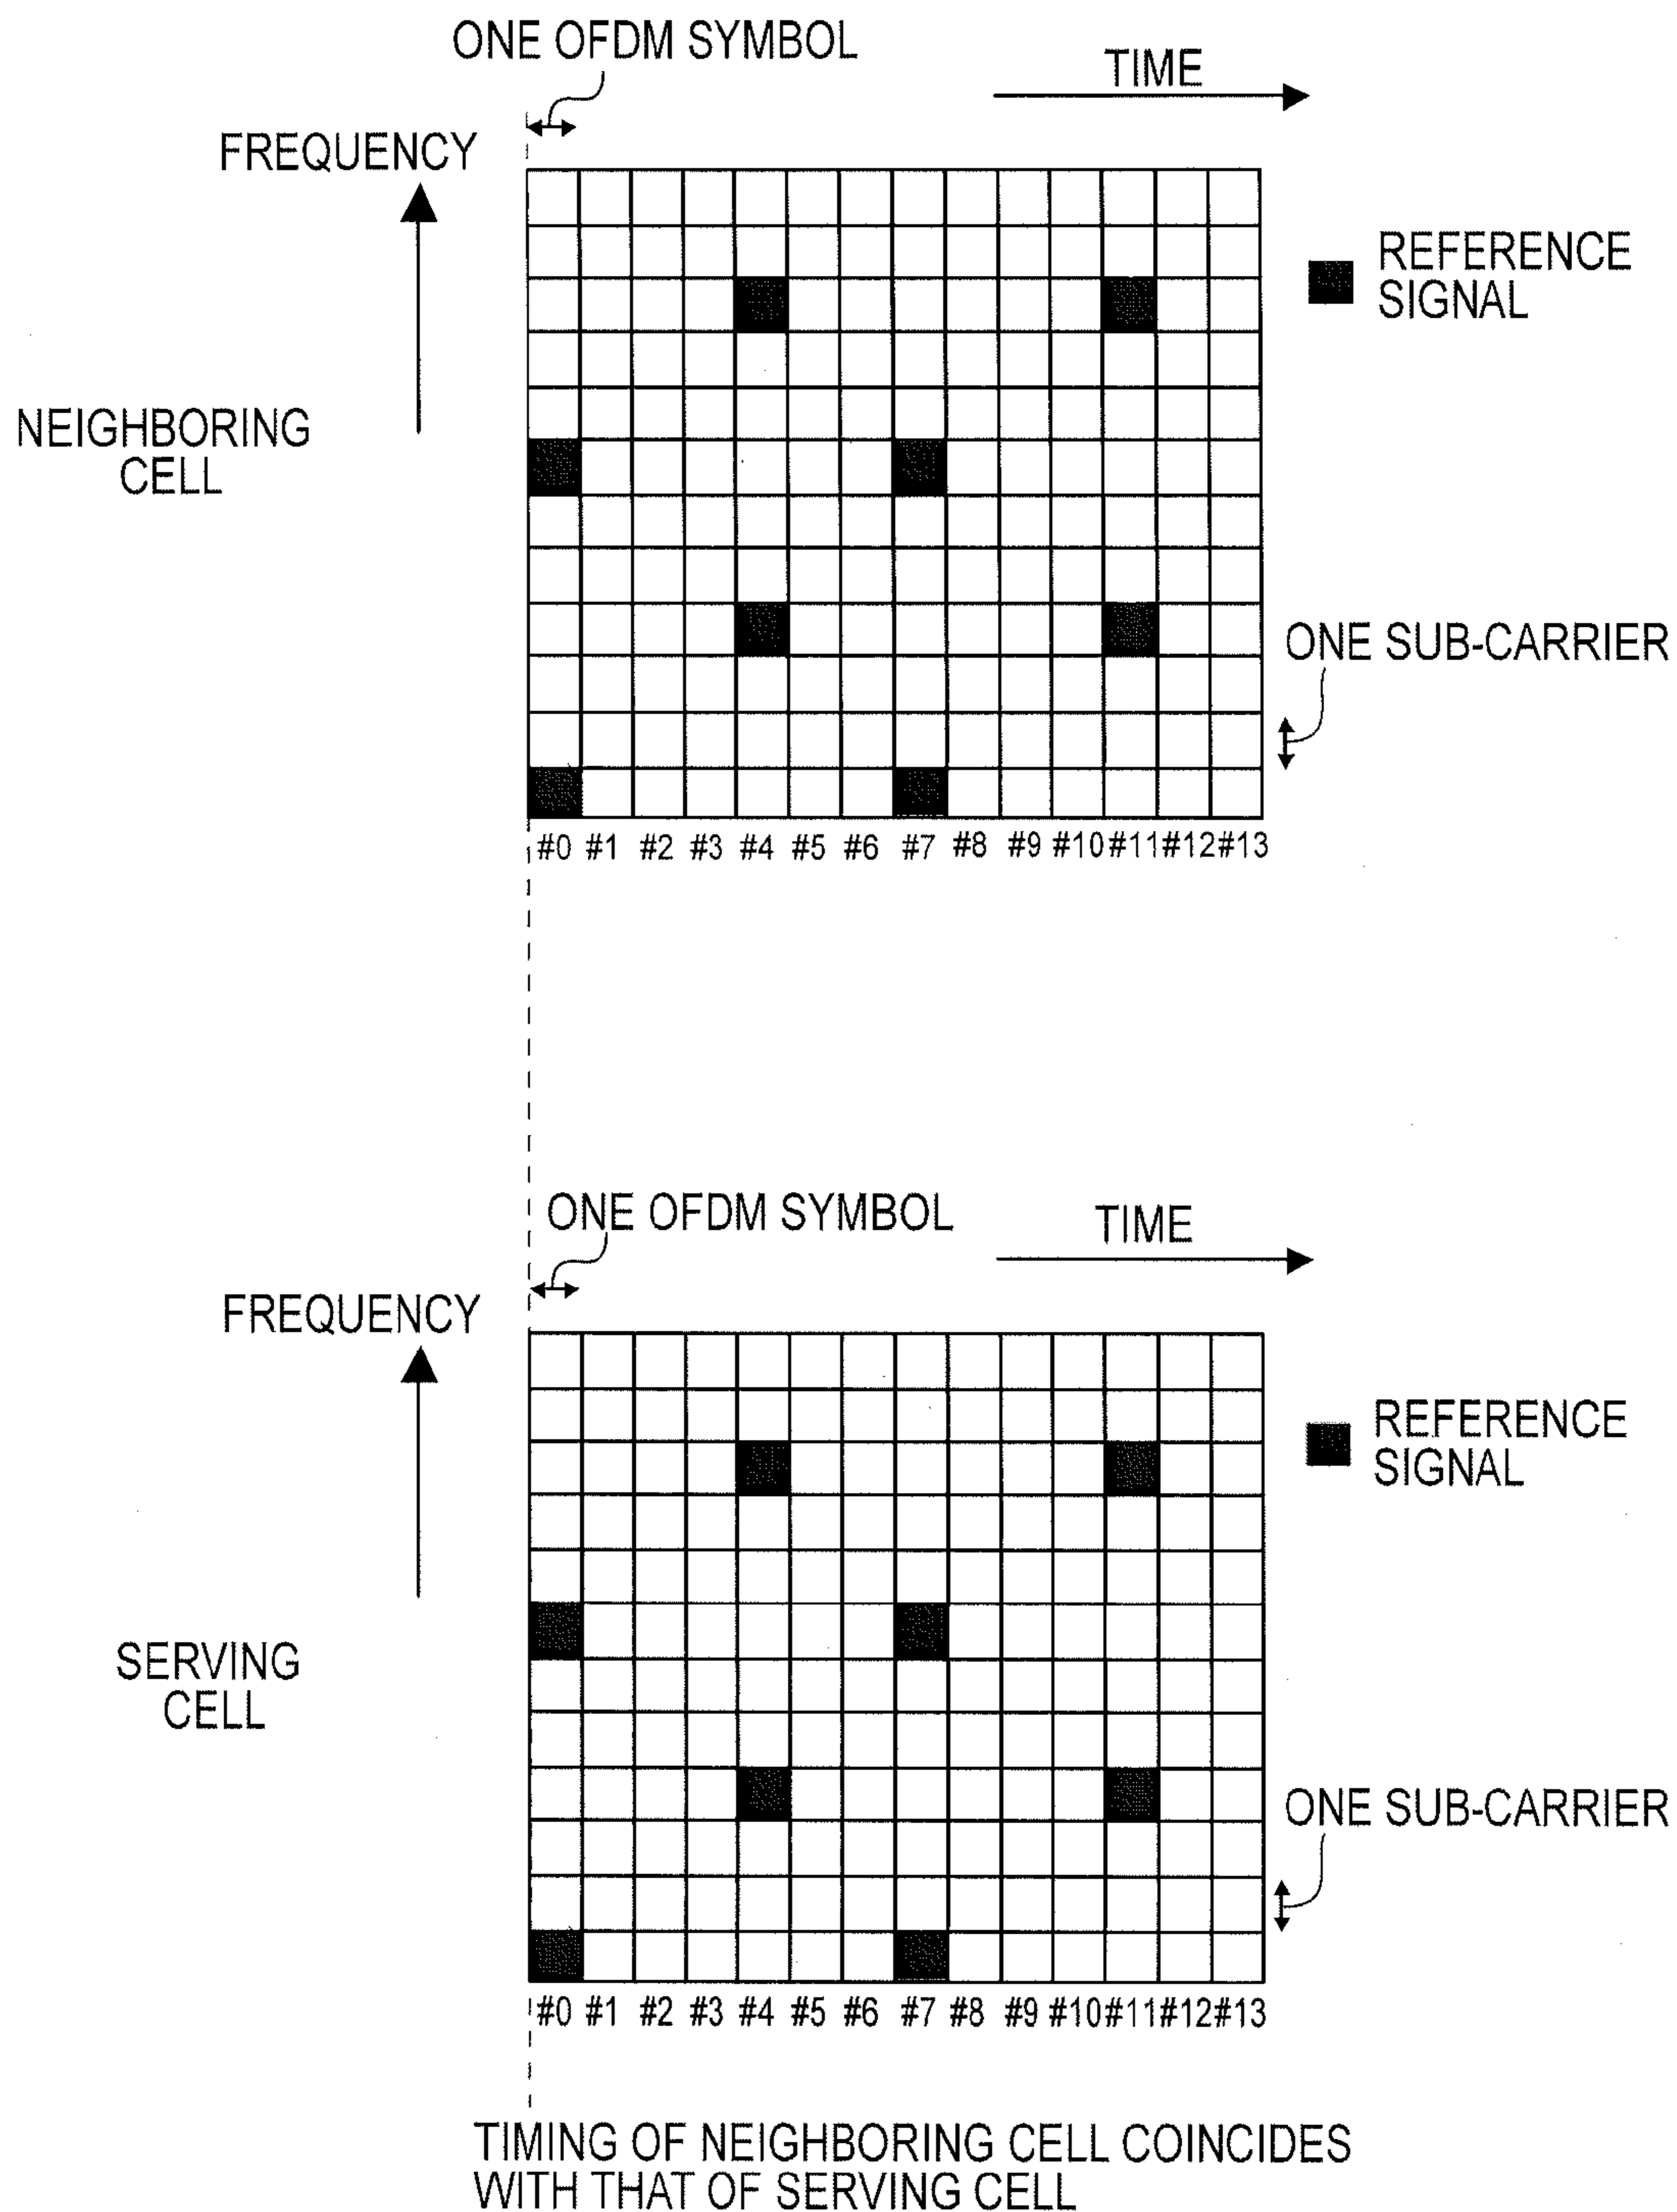 ONE OFDM SYMBOL
TIME
FREQUENCY
REFERENCE
SIGNAL
NEIGHBORING
CELL
ONE SUB-CARRIER
#0 #1 #2 #3 #4 #5 #6 #7 #8 #9 #10 #11 #12 #13
ONE OFDM SYMBOL
TIME
FREQUENCY
REFERENCE
SIGNAL
SERVING
CELL
ONE SUB-CARRIER
#0 #1 #2 #3 #4 #5 #6 #7 #8 #9 #10 #11 #12 #13
TIMING OF NEIGHBORING CELL COINCIDES
WITH THAT OF SERVING CELL